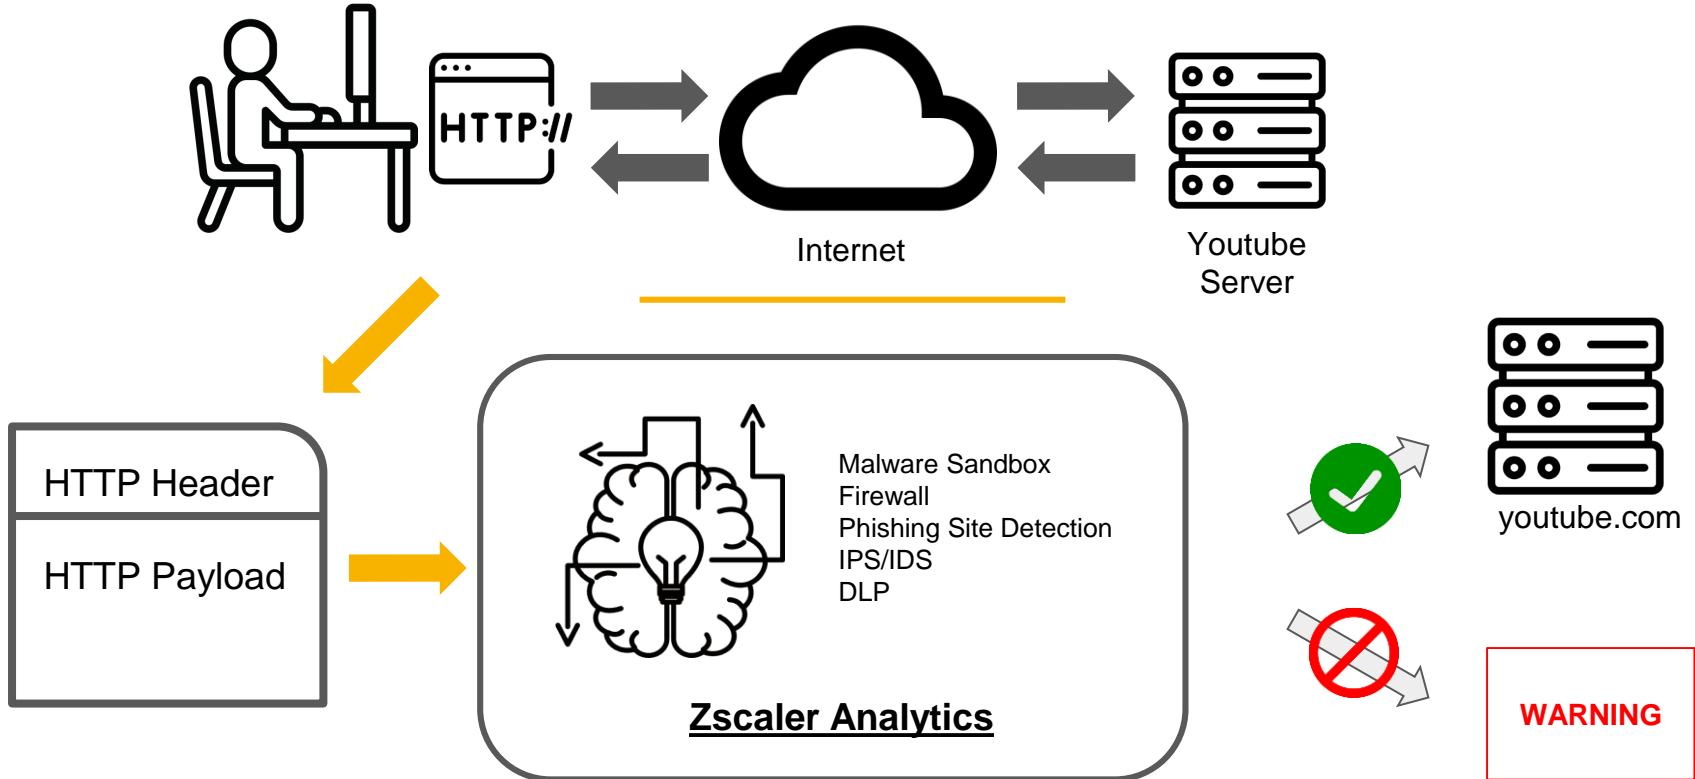 HTTP://
Internet
Youtube
Server
HTTP Header
HTTP Payload
Malware Sandbox
Firewall
Phishing Site Detection
IPS/IDS
DLP
Zscaler Analytics
youtube.com
WARNING